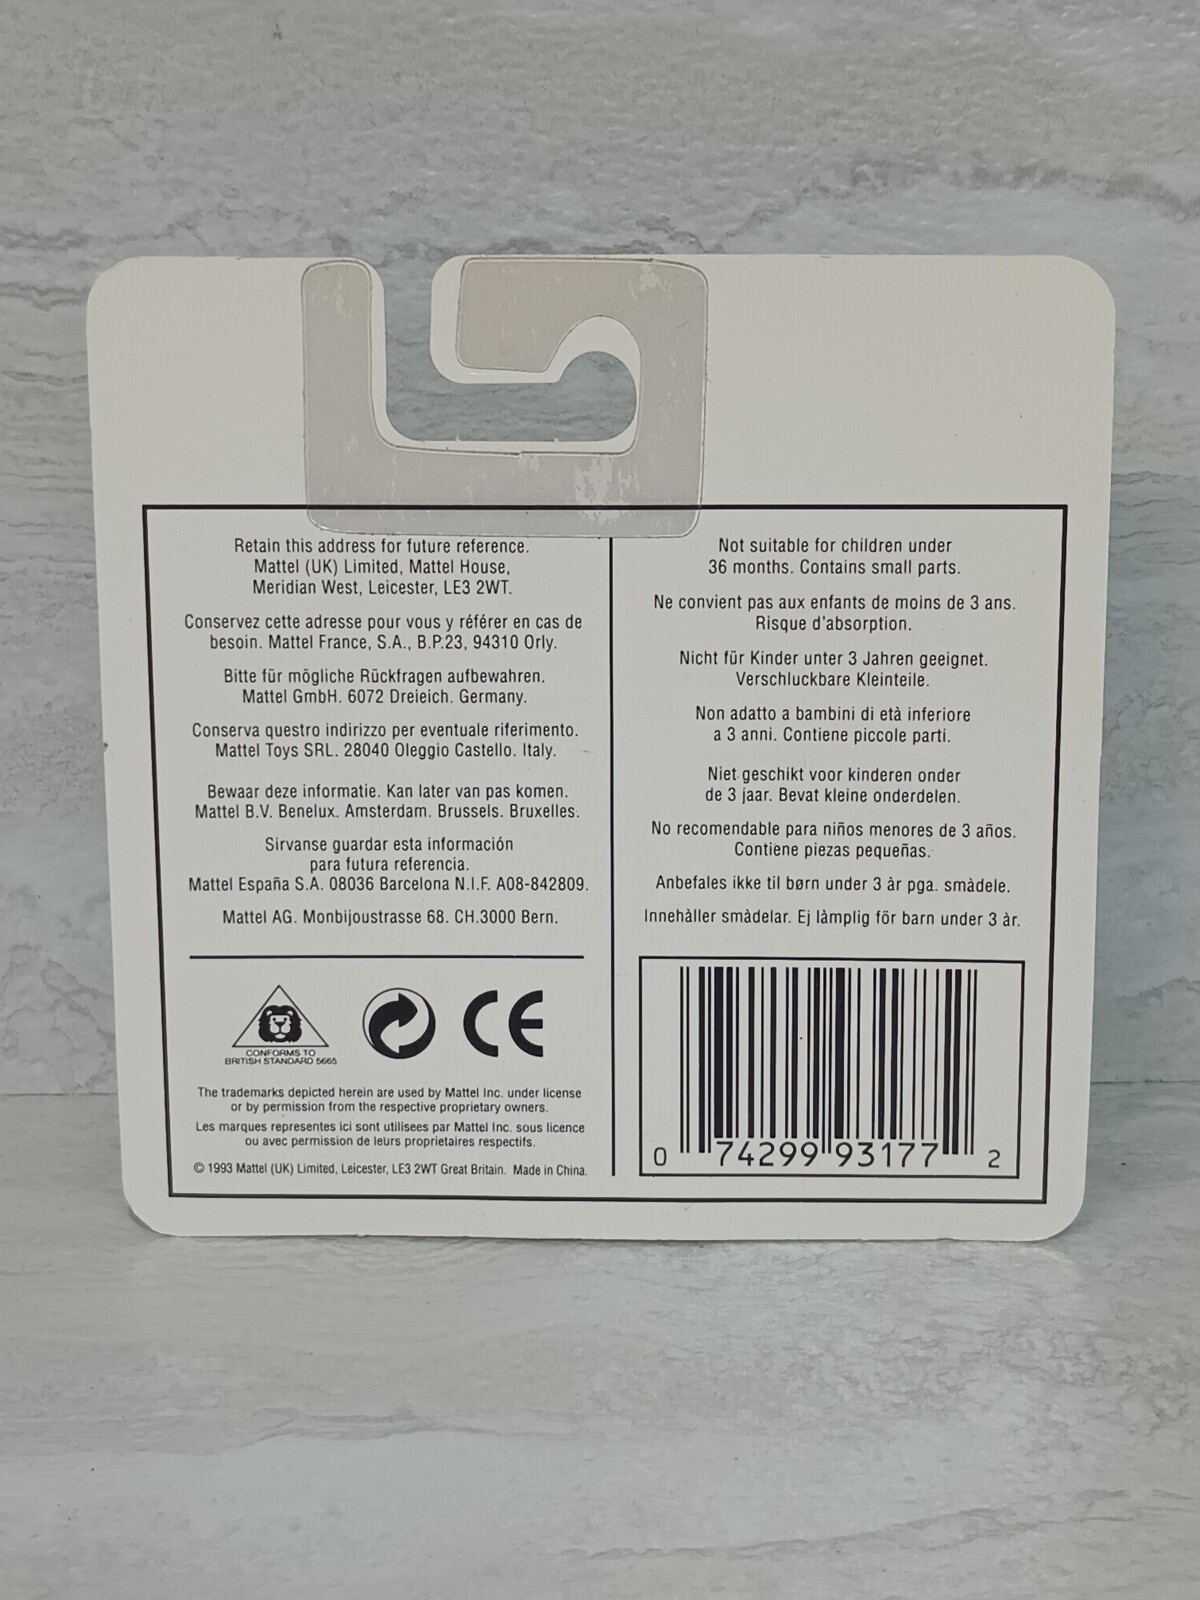 Retain this address for future reference.
Mattel (UK) Limited, Mattel House,
Meridian West, Leicester, LE3 2WT.
Conservez cette adresse pour vous y référer en cas de
besoin. Mattel France, S.A., B.P.23, 94310 Orly.
Bitte für mögliche Rückfragen aufbewahren.
Mattel GmbH. 6072 Dreieich. Germany.
Conserva questro indirizzo per eventuale riferimento.
Mattel Toys SRL. 28040 Oleggio Castello. Italy.
Bewaar deze informatie. Kan later van pas komen.
Mattel B.V. Benelux. Amsterdam. Brussels. Bruxelles.
Sirvanse guardar esta información
para futura referencia.
Mattel España S.A. 08036 Barcelona N.I.F. A08-842809.
Mattel AG. Monbijoustrasse 68. CH.3000 Bern.
CONFORMS TO
BRITISH STANDARD 5665
CE
The trademarks depicted herein are used by Mattel Inc. under license
or by permission from the respective proprietary owners.
Les marques representes ici sont utilisees par Mattel Inc. sous licence
ou avec permission de leurs proprietaires respectifs.
© 1993 Mattel (UK) Limited, Leicester, LE3 2WT Great Britain. Made in China.
Not suitable for children under
36 months. Contains small parts.
Ne convient pas aux enfants de moins de 3 ans.
Risque d'absorption.
Nicht für Kinder unter 3 Jahren geeignet.
Verschluckbare Kleinteile.
Non adatto a bambini di età inferiore
a 3 anni. Contiene piccole parti.
Niet geschikt voor kinderen onder
de 3 jaar. Bevat kleine onderdelen.
No recomendable para niños menores de 3 años.
Contiene piezas pequeñas.
Anbefales ikke til børn under 3 àr pga. smàdele.
Innehàller smàdelar. Ej làmplig för barn under 3 àr.
0 74299 93177 2